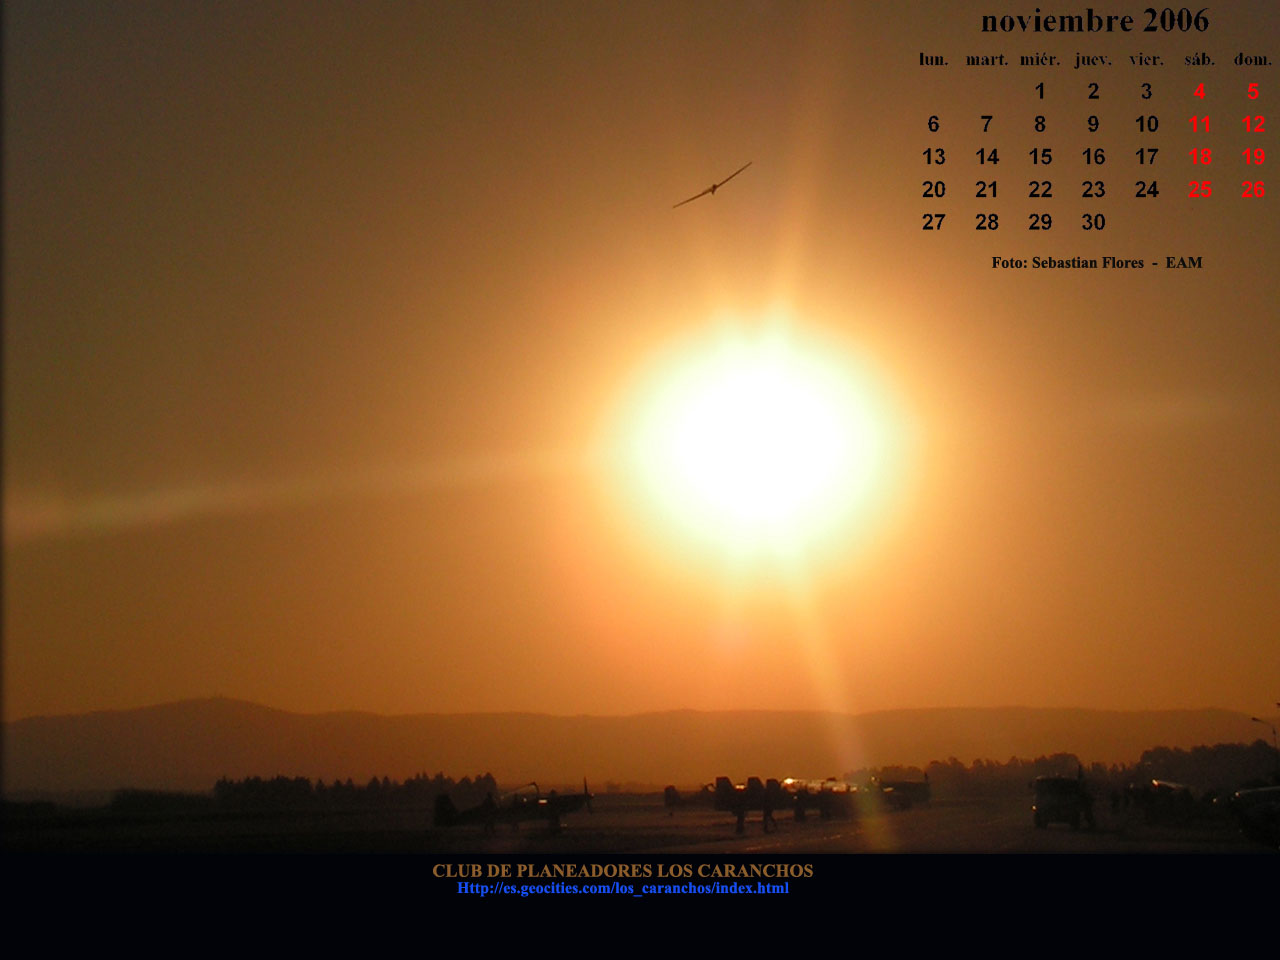 noviembre 2006
lun. mart. miér. juev. vier. sáb. dom.
1 2 3 4 5
6 7 8 9 10 11 12
13 14 15 16 17 18 19
20 21 22 23 24 25 26
27 28 29 30
Foto: Sebastian Flores - EAM
CLUB DE PLANEADORES LOS CARANCHOS
Http://es.geocities.com/los_caranchos/index.html